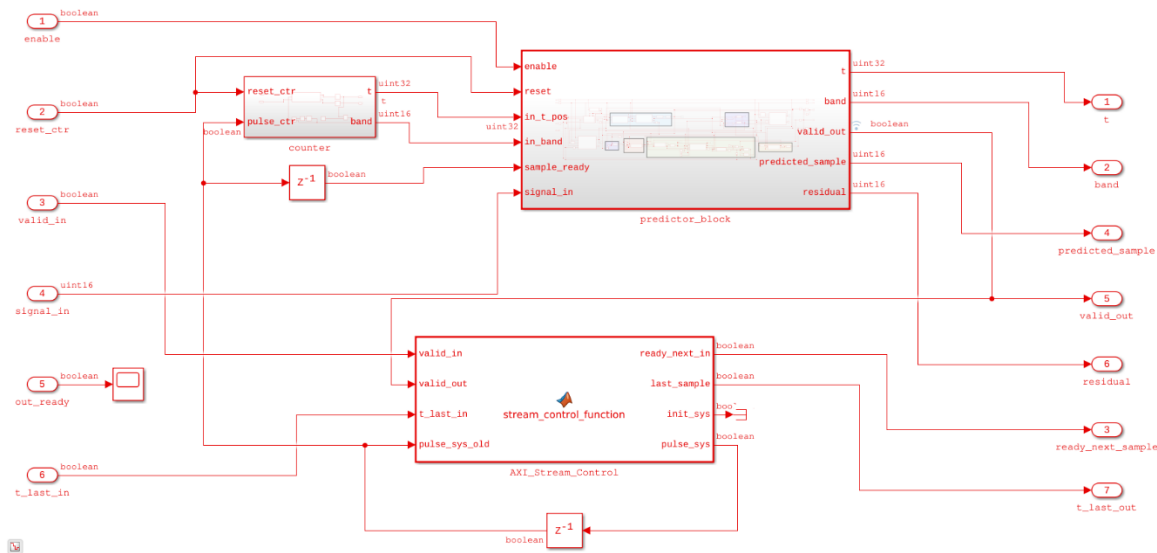 boolean
1
enable
boolean
2
reset_ctr
boolean
3
valid_in
uint16
4
signal_in
boolean
5
out_ready
boolean
6
t_last_in
reset_ctr
pulse_ctr
t
band
uint32
t
uint16
boolean
counter
uint32
Z-1
boolean
enable
reset
in_t_pos
in_band
sample_ready
signal_in
t
band
valid_out
predicted_sample
residual
predictor_block
uint32
uint16
boolean
uint16
uint16
1
t
2
band
4
predicted_sample
5
valid_out
6
residual
3
ready_next_sample
7
t_last_out
valid_in
valid_out
t_last_in
pulse_sys_old
stream_control_function
ready_next_in
last_sample
init_sys
pulse_sys
boolean
boolean
boolean
AXI_Stream_Control
Z-1
boolean